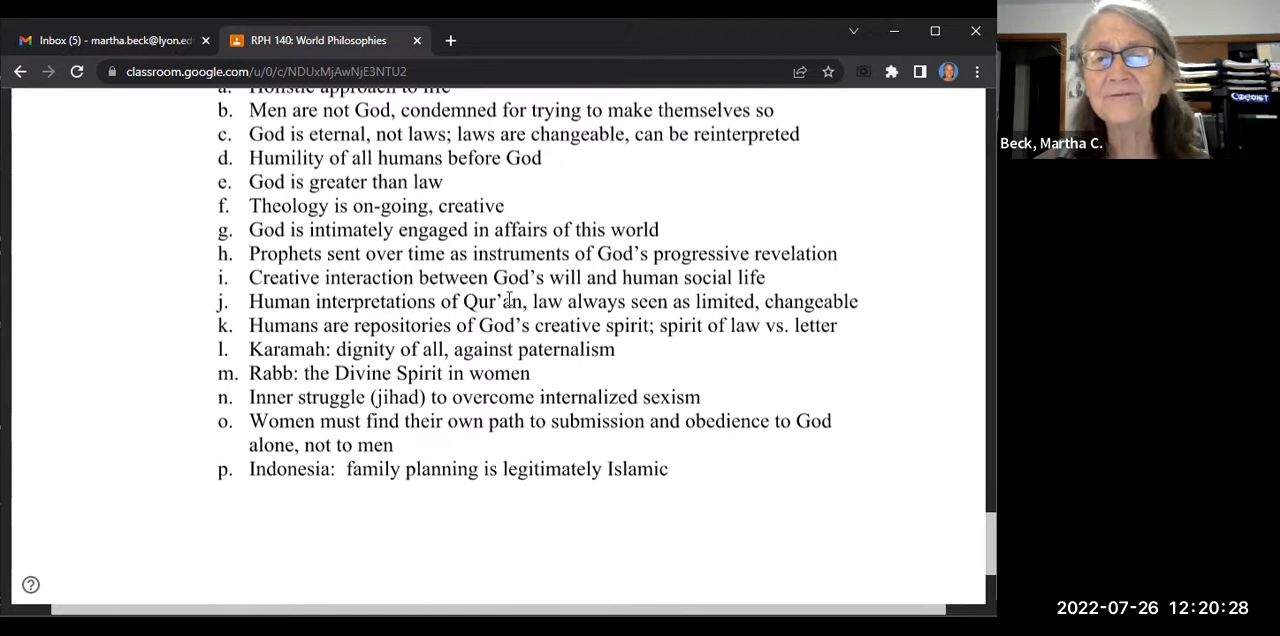 Inbox (5) - martha.beck@lyon.ed
RPH 140: World Philosophies
classroom.google.com/u/0/c/NDUxMjAwNjE3NTU2
a. Holistic approach to life
b. Men are not God, condemned for trying to make themselves so
c. God is eternal, not laws; laws are changeable, can be reinterpreted
d. Humility of all humans before God
e. God is greater than law
f. Theology is on-going, creative
g. God is intimately engaged in affairs of this world
h. Prophets sent over time as instruments of God's progressive revelation
i. Creative interaction between God's will and human social life
j. Human interpretations of Qur'an, law always seen as limited, changeable
k. Humans are repositories of God's creative spirit; spirit of law vs. letter
l. Karamah: dignity of all, against paternalism
m. Rabb: the Divine Spirit in women
n. Inner struggle (jihad) to overcome internalized sexism
o. Women must find their own path to submission and obedience to God
alone, not to men
p. Indonesia: family planning is legitimately Islamic
Beck, Martha C.
2022-07-26 12:20:28